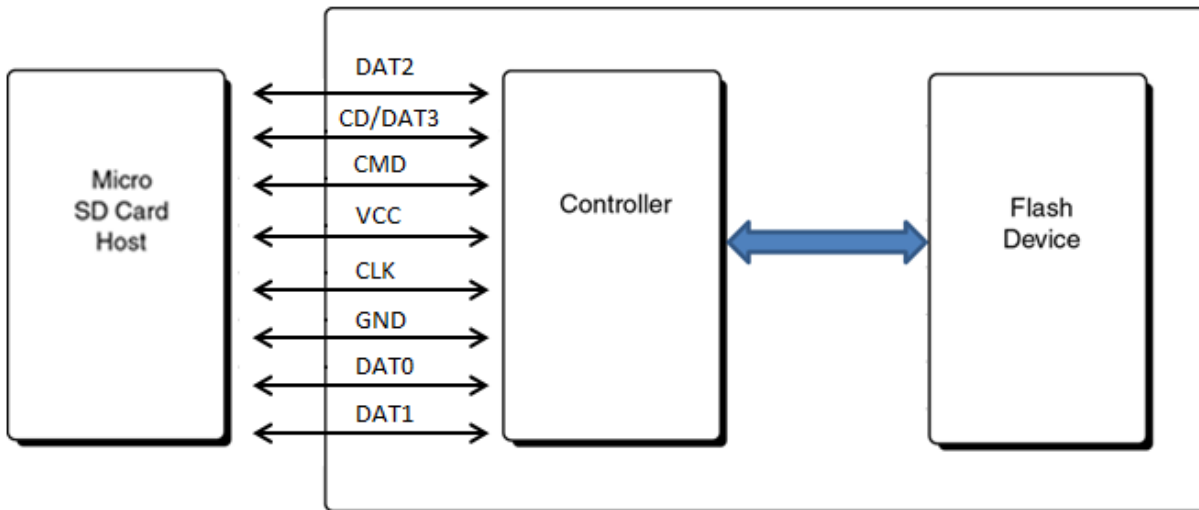 Micro
SD Card
Host
DAT2
CD/DAT3
CMD
VCC
CLK
GND
DAT0
DAT1
Controller
Flash
Device